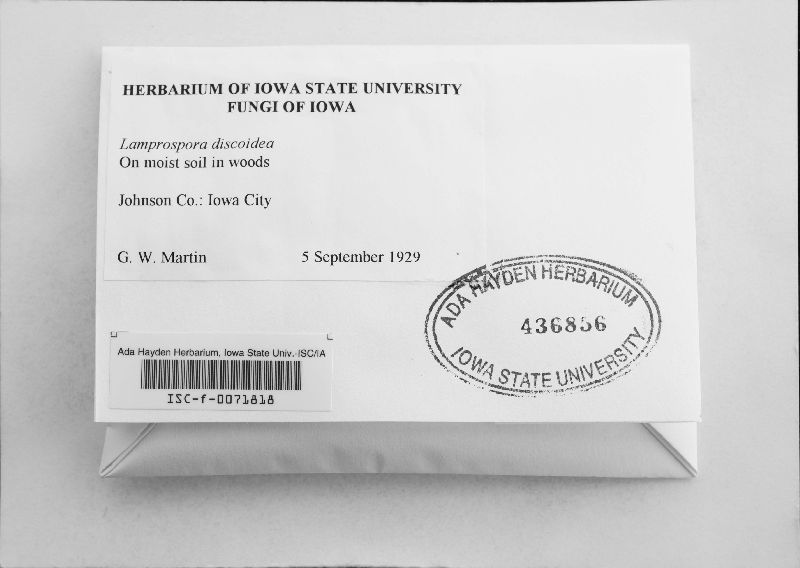 HERBARIUM OF IOWA STATE UNIVERSITY
FUNGI OF IOWA
Lamprospora discoidea
On moist soil in woods
Johnson Co.: Iowa City
G. W. Martin 5 September 1929
ADA HAYDEN HERBARIUM
436856
IOWA STATE UNIVERSITY
Ada Hayden Herbarium, Iowa State Univ.-ISC/IA
ISC-f-0071818